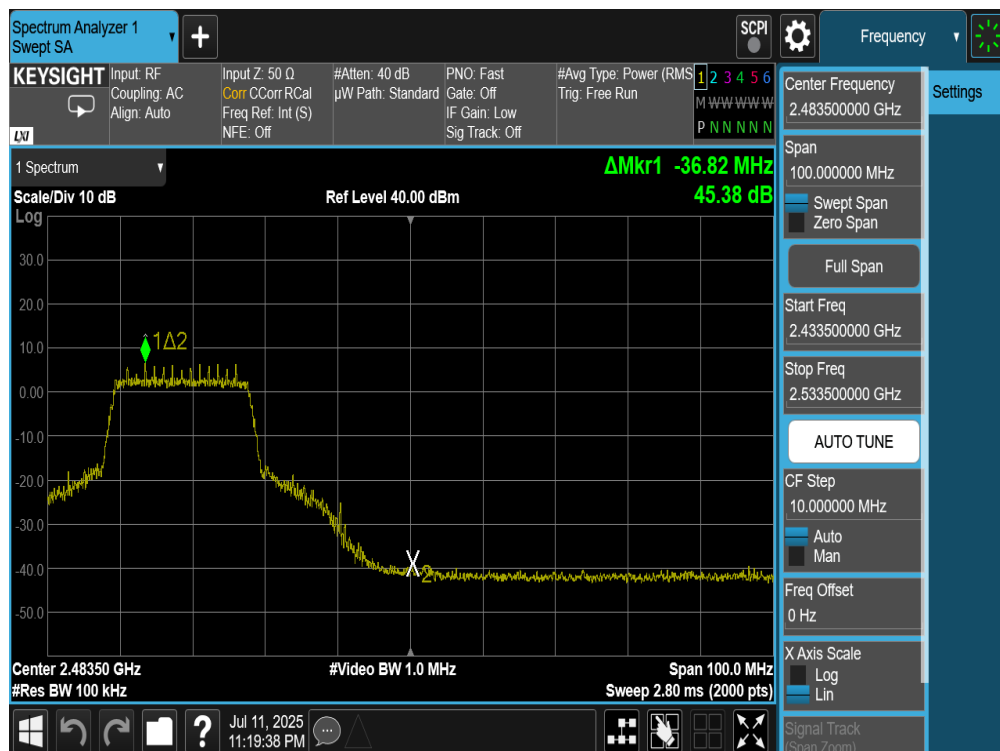 Spectrum Analyzer 1
Swept SA
+
SCPI
Frequency
KEYSIGHT
LXI
Input: RF
Coupling: AC
Align: Auto
Input Z: 50 Ω
Corr CCorr RCal
Freq Ref: Int (S)
NFE: Off
#Atten: 40 dB
µW Path: Standard
PNO: Fast
Gate: Off
IF Gain: Low
Sig Track: Off
#Avg Type: Power (RMS
Trig: Free Run
1 2 3 4 5 6
M W W W W W
P N N N N N
1 Spectrum
Scale/Div 10 dB
Log
Ref Level 40.00 dBm
ΔMkr1 -36.82 MHz
45.38 dB
30.0
20.0
10.0
0.00
-10.0
-20.0
-30.0
-40.0
-50.0
1Δ2
X2
Center 2.48350 GHz
#Video BW 1.0 MHz
Span 100.0 MHz
#Res BW 100 kHz
Sweep 2.80 ms (2000 pts)
?
Jul 11, 2025
11:19:38 PM
Center Frequency
2.483500000 GHz
Span
100.000000 MHz
Swept Span
Zero Span
Full Span
Start Freq
2.433500000 GHz
Stop Freq
2.533500000 GHz
AUTO TUNE
CF Step
10.000000 MHz
Auto
Man
Freq Offset
0 Hz
X Axis Scale
Log
Lin
Signal Track
(Span Zoom)
Settings